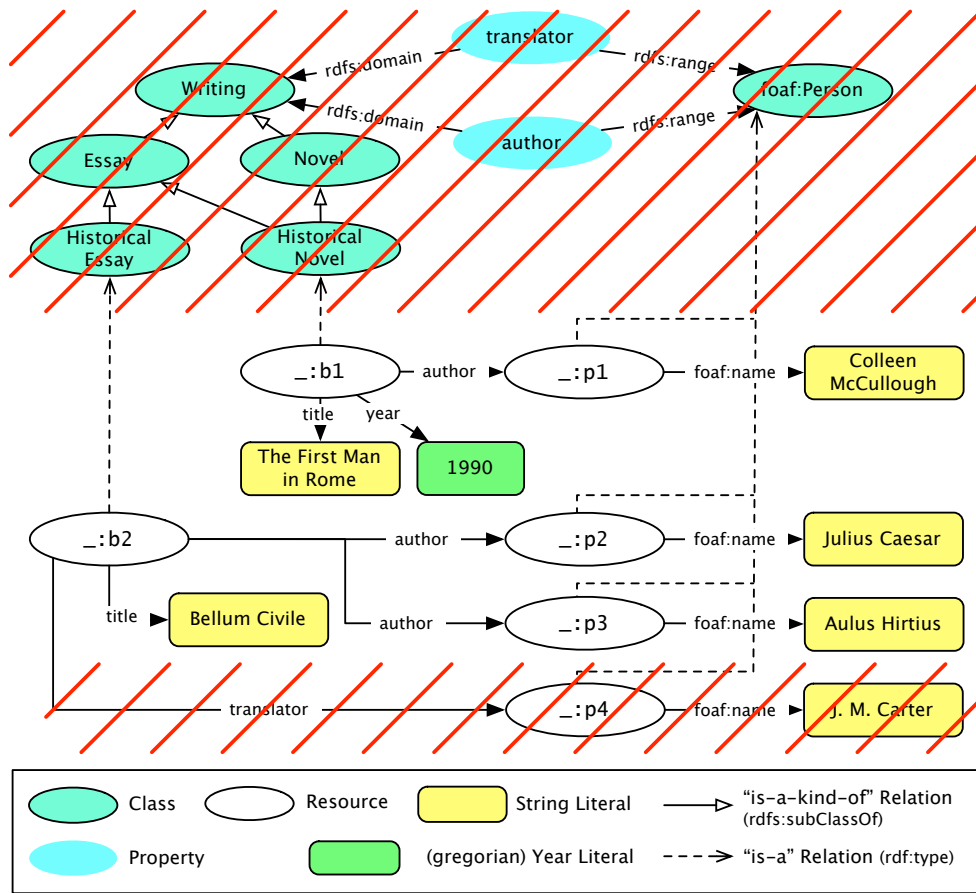 translator
rdfs:domain
rdfs:range
Writing
foaf:Person
rdfs:domain
rdfs:range
author
Essay
Novel
Historical
Essay
Historical
Novel
_:b1
author
_:p1
foaf:name
Colleen
McCullough
title
year
The First Man
in Rome
1990
_:b2
author
_:p2
foaf:name
Julius Caesar
title
Bellum Civile
author
_:p3
foaf:name
Aulus Hirtius
translator
_:p4
foaf:name
J. M. Carter
Class
Resource
String Literal
“is-a-kind-of” Relation
(rdfs:subClassOf)
Property
(gregorian) Year Literal
“is-a” Relation (rdf:type)